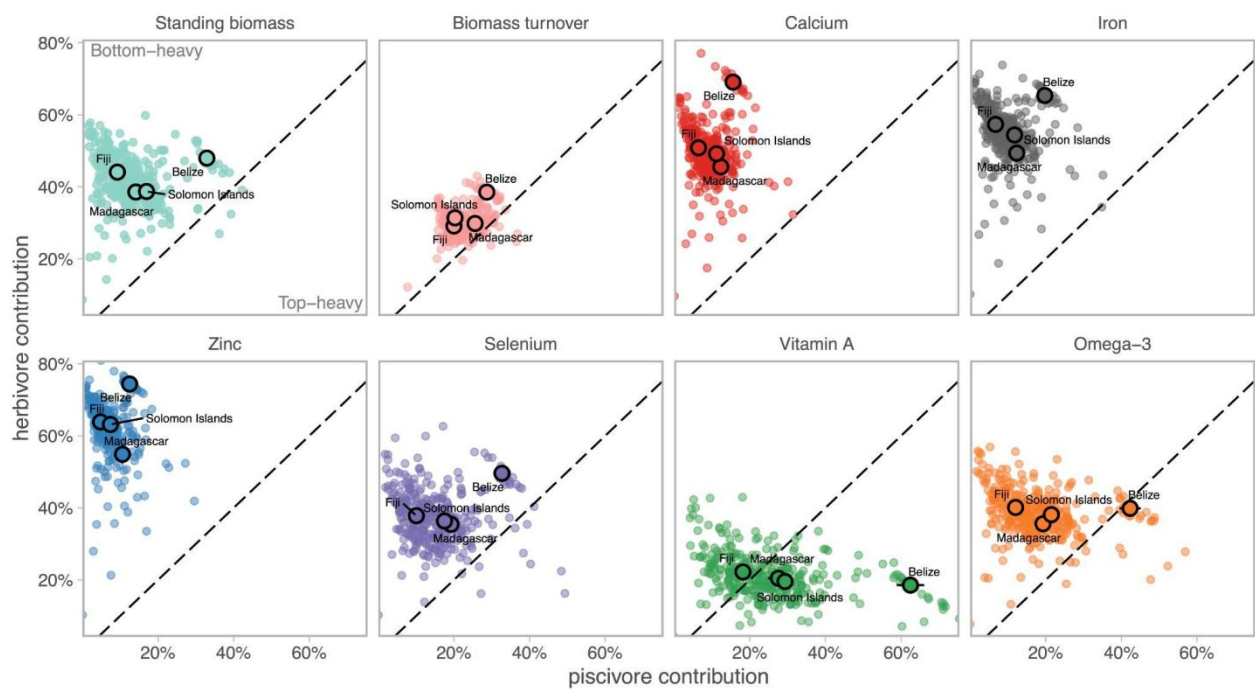 Standing biomass Biomass turnover Calcium Iron
80% Bottom−heavy
60%
40%
20%
Fiji
Belize
Solomon Islands
Madagascar
Top−heavy
Belize
Solomon Islands
Fiji
Madagascar
Belize
Fiji
Solomon Islands
Madagascar
Belize
Fiji
Solomon Islands
Madagascar
herbivore contribution
Zinc Selenium Vitamin A Omega−3
80%
60%
40%
20%
Belize
Fiji
Solomon Islands
Madagascar
Belize
Fiji
Solomon Islands
Madagascar
Fiji
Madagascar
Belize
Solomon Islands
Fiji
Solomon Islands
Belize
Madagascar
20% 40% 60% 20% 40% 60% 20% 40% 60% 20% 40% 60%
piscivore contribution